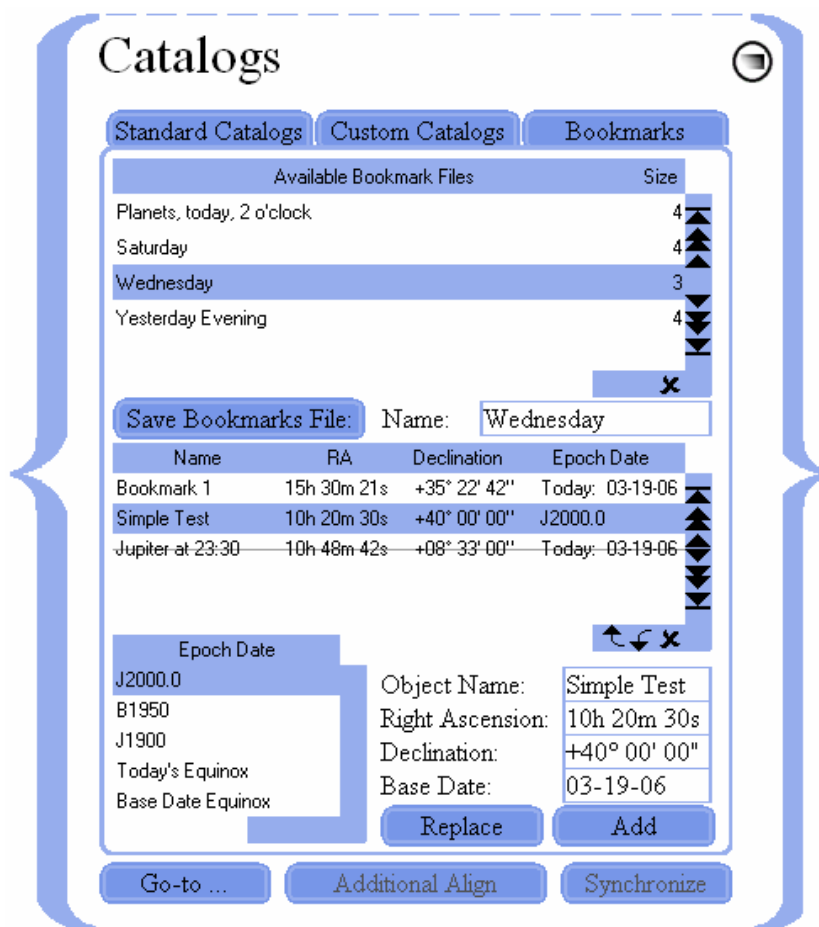 Catalogs
Standard Catalogs Custom Catalogs Bookmarks
Available Bookmark Files Size
Planets, today, 2 o'clock 4
Saturday 4
Wednesday 3
Yesterday Evening 4
Save Bookmarks File: Name: Wednesday
Name RA Declination Epoch Date
Bookmark 1 15h 30m 21s +35° 22' 42" Today: 03-19-06
Simple Test 10h 20m 30s +40° 00' 00" J2000.0
Jupiter at 23:30 10h 48m 42s +08° 33' 00" Today: 03-19-06
Epoch Date
J2000.0
B1950
J1900
Today's Equinox
Base Date Equinox
Object Name: Simple Test
Right Ascension: 10h 20m 30s
Declination: +40° 00' 00"
Base Date: 03-19-06
Replace Add
Go-to ... Additional Align Synchronize